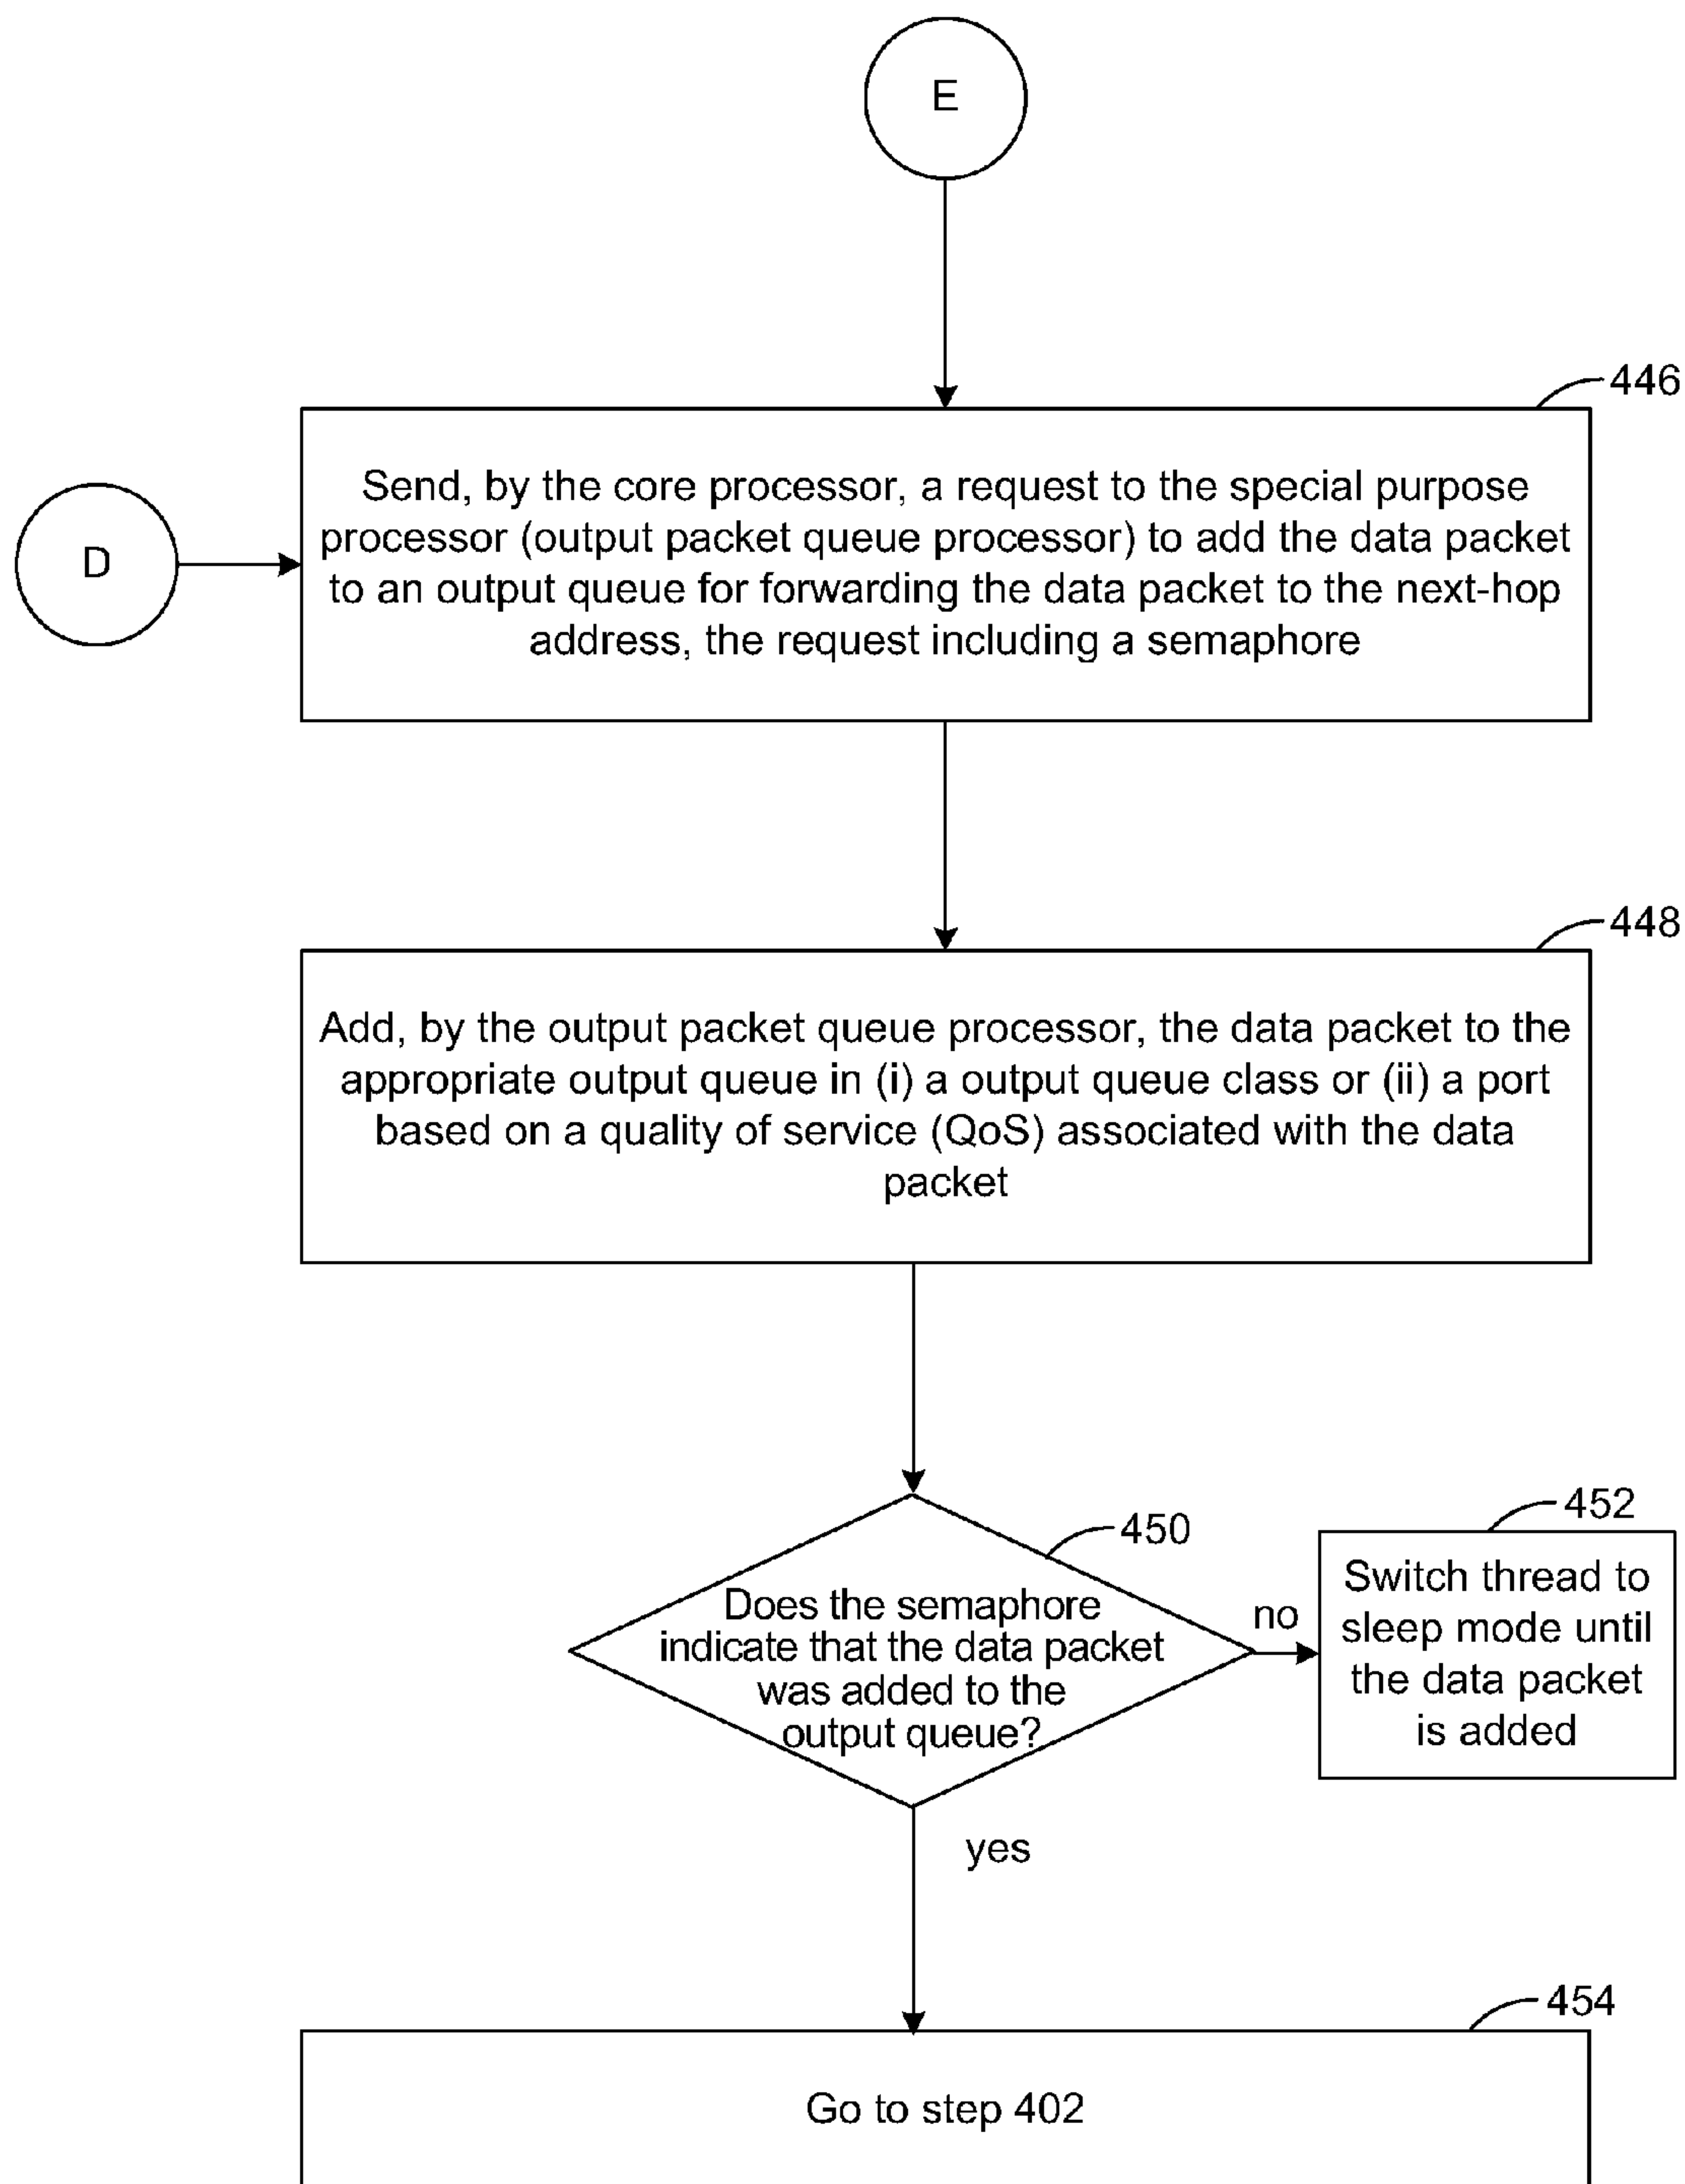 E
446
D
Send, by the core processor, a request to the special purpose
processor (output packet queue processor) to add the data packet
to an output queue for forwarding the data packet to the next-hop
address, the request including a semaphore
448
Add, by the output packet queue processor, the data packet to the
appropriate output queue in (i) a output queue class or (ii) a port
based on a quality of service (QoS) associated with the data
packet
450
Does the semaphore
indicate that the data packet
was added to the
output queue?
no
452
Switch thread to
sleep mode until
the data packet
is added
yes
454
Go to step 402